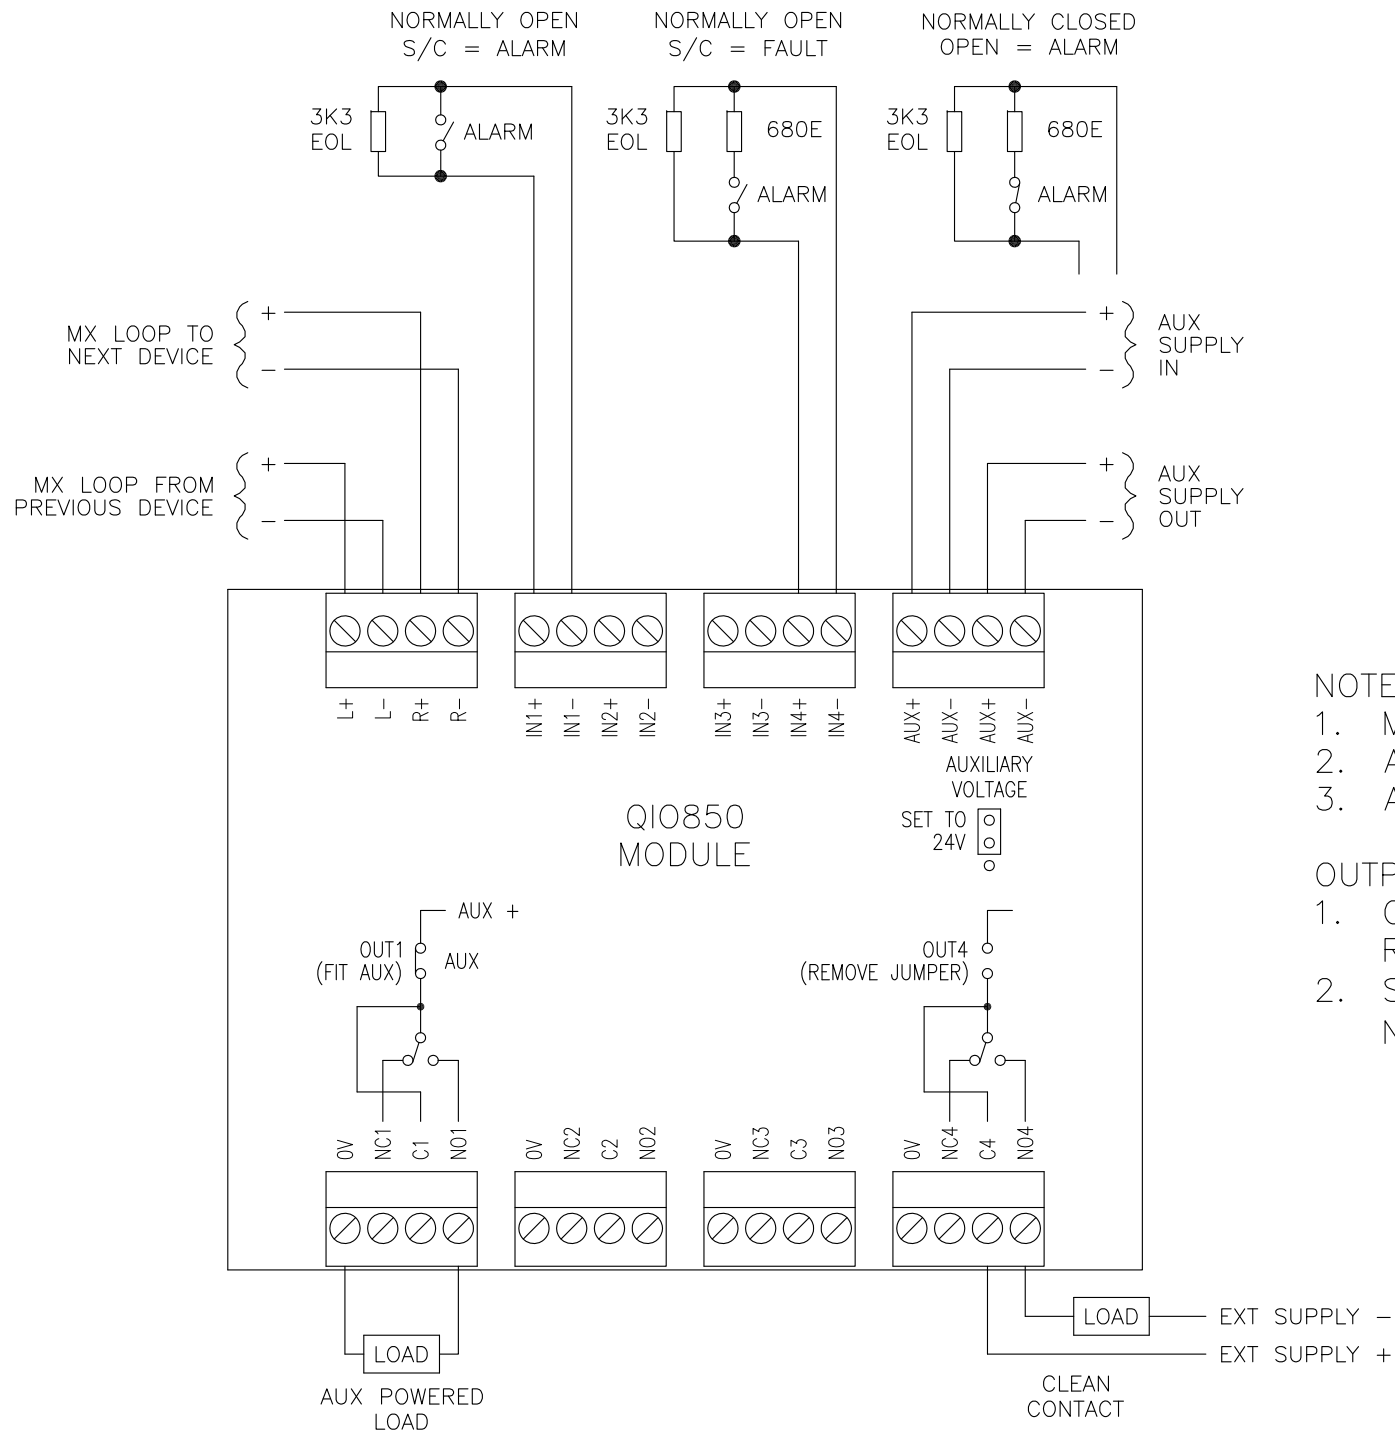 NORMALLY OPEN
S/C = ALARM
NORMALLY OPEN
S/C = FAULT
NORMALLY CLOSED
OPEN = ALARM
3K3
EOL
ALARM
3K3
EOL
680E
ALARM
3K3
EOL
680E
ALARM
MX LOOP TO
NEXT DEVICE
+
-
+
-
AUX
SUPPLY
IN
MX LOOP FROM
PREVIOUS DEVICE
+
-
+
-
AUX
SUPPLY
OUT
L+
L-
R+
R-
IN1+
IN1-
IN2+
IN2-
IN3+
IN3-
IN4+
IN4-
AUX+
AUX-
AUX+
AUX-
AUXILIARY
VOLTAGE
SET TO
24V
QIO850
MODULE
AUX +
OUT1
(FIT AUX)
AUX
OUT4
(REMOVE JUMPER)
0V
NC1
C1
NO1
0V
NC2
C2
NO2
0V
NC3
C3
NO3
0V
NC4
C4
NO4
LOAD
AUX POWERED
LOAD
LOAD
EXT SUPPLY -
EXT SUPPLY +
CLEAN
CONTACT
NOTE
1. M
2. A
3. A
OUTP
1.
R
2. S
N